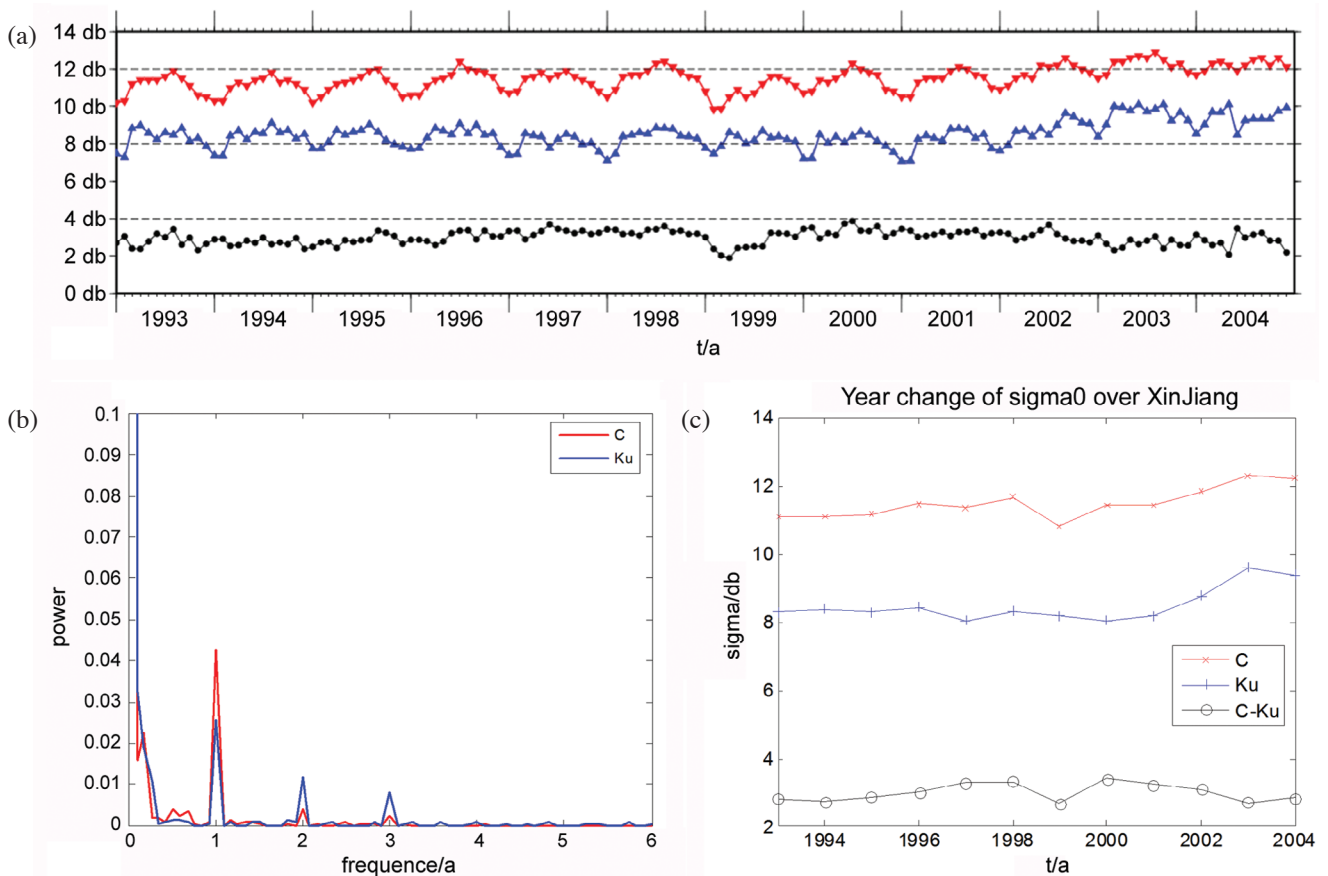 (a)
14 db
12 db
10 db
8 db
6 db
4 db
2 db
0 db
1993 1994 1995 1996 1997 1998 1999 2000 2001 2002 2003 2004
t/a
(b)
0.1
0.09
0.08
0.07
0.06
0.05
0.04
0.03
0.02
0.01
0
power
C
Ku
0 1 2 3 4 5 6
frequence/a
(c)
Year change of sigma0 over XinJiang
14
12
10
8
6
4
2
sigma/db
C
Ku
C-Ku
1994 1996 1998 2000 2002 2004
t/a